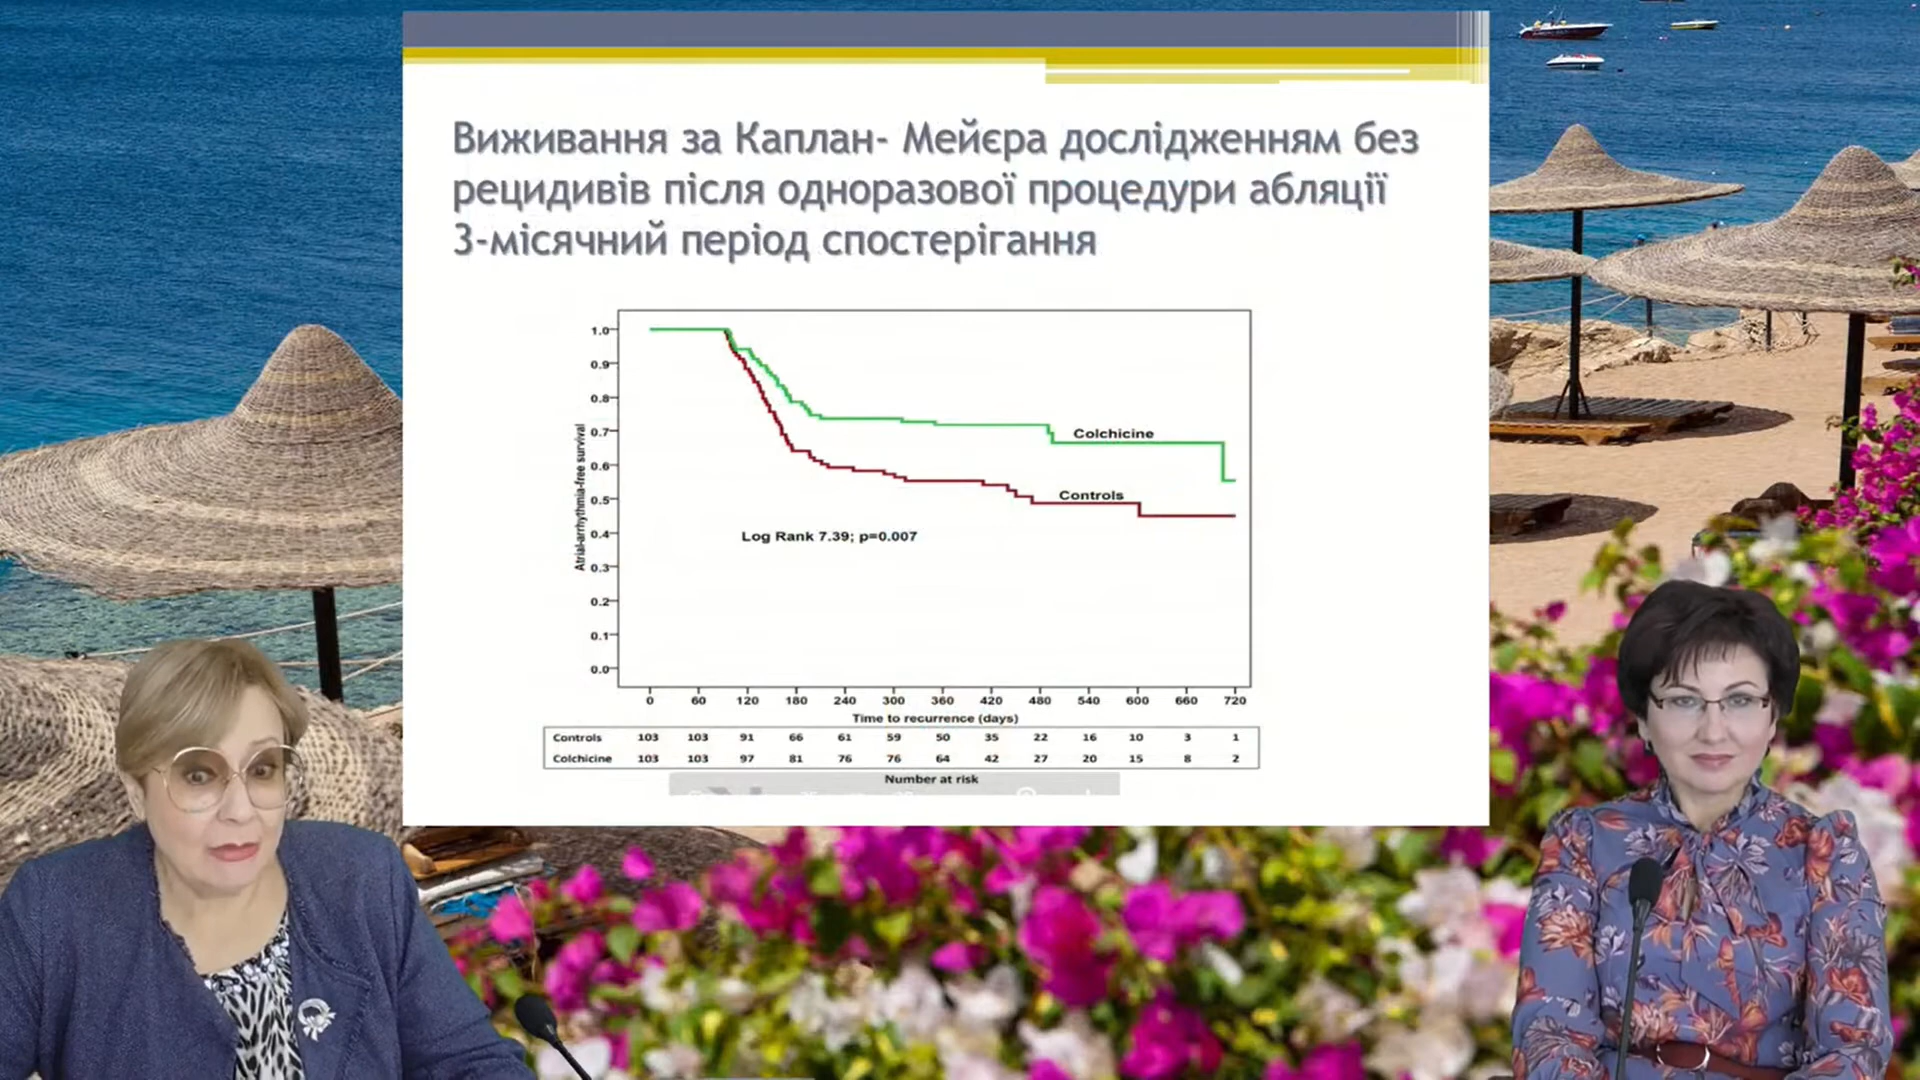 Виживання за Каплан- Мейєра дослідженням без
рецидивів після одноразової процедури абляції
3-місячний період спостерігання
Atrial-arrhythmia-free survival
1.0
0.9
0.8
0.7
0.6
0.5
0.4
0.3
0.2
0.1
0.0
Colchicine
Controls
Log Rank 7.39; p=0.007
0 60 120 180 240 300 360 420 480 540 600 660 720
Time to recurrence (days)
Controls 103 103 91 66 61 59 50 35 22 16 10 3 1
Colchicine 103 103 97 81 76 76 64 42 27 20 15 8 2
Number at risk